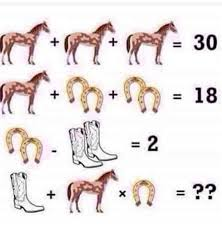 + + = 30
+ + = 18
- = 2
+ × = ??